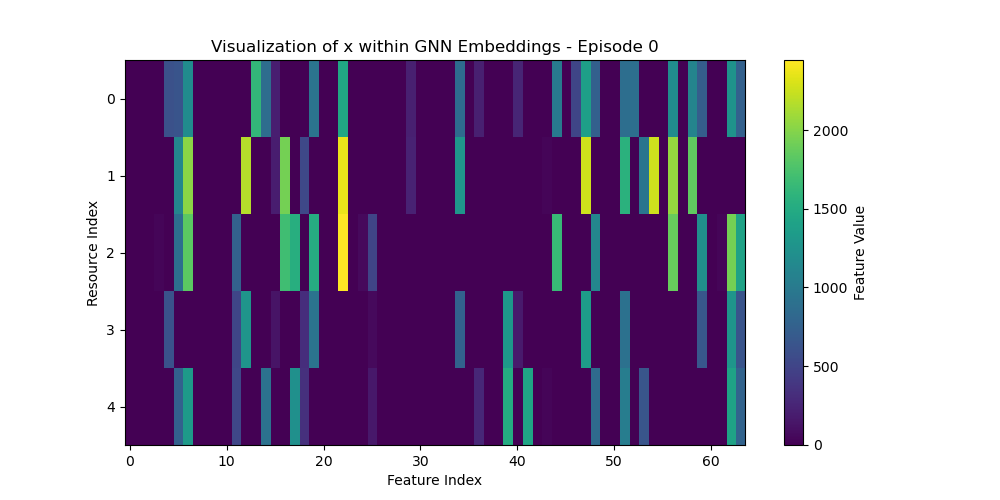 Visualization of x within GNN Embeddings - Episode 0
Resource Index
0
1
2
3
4
0 10 20 30 40 50 60
Feature Index
2000
1500
1000
500
0
Feature Value